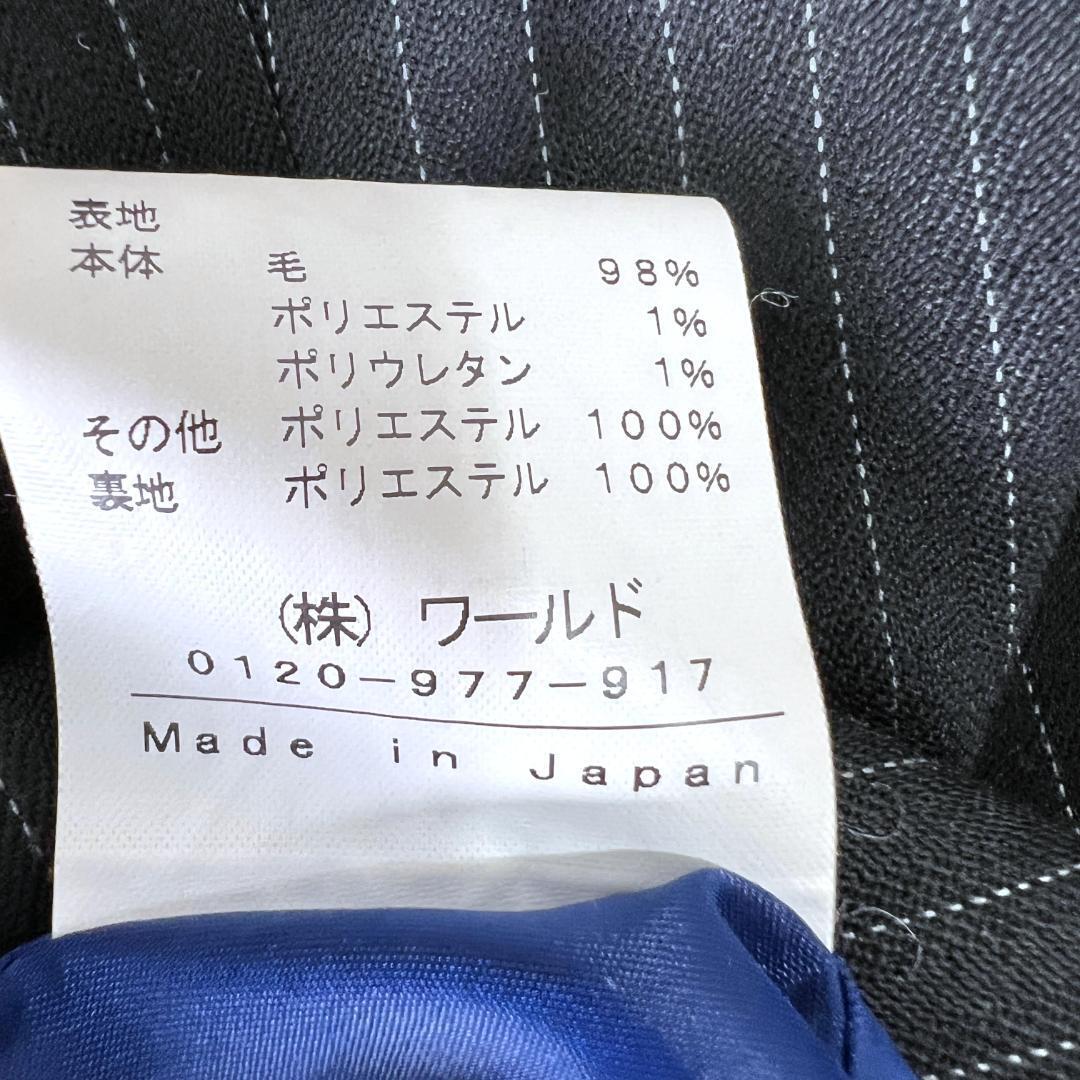 表地
本体 毛 98%
ポリエステル 1%
ポリウレタン 1%
その他 ポリエステル 100%
裏地 ポリエステル 100%
(株) ワールド
0120-977-917
Made in Japan